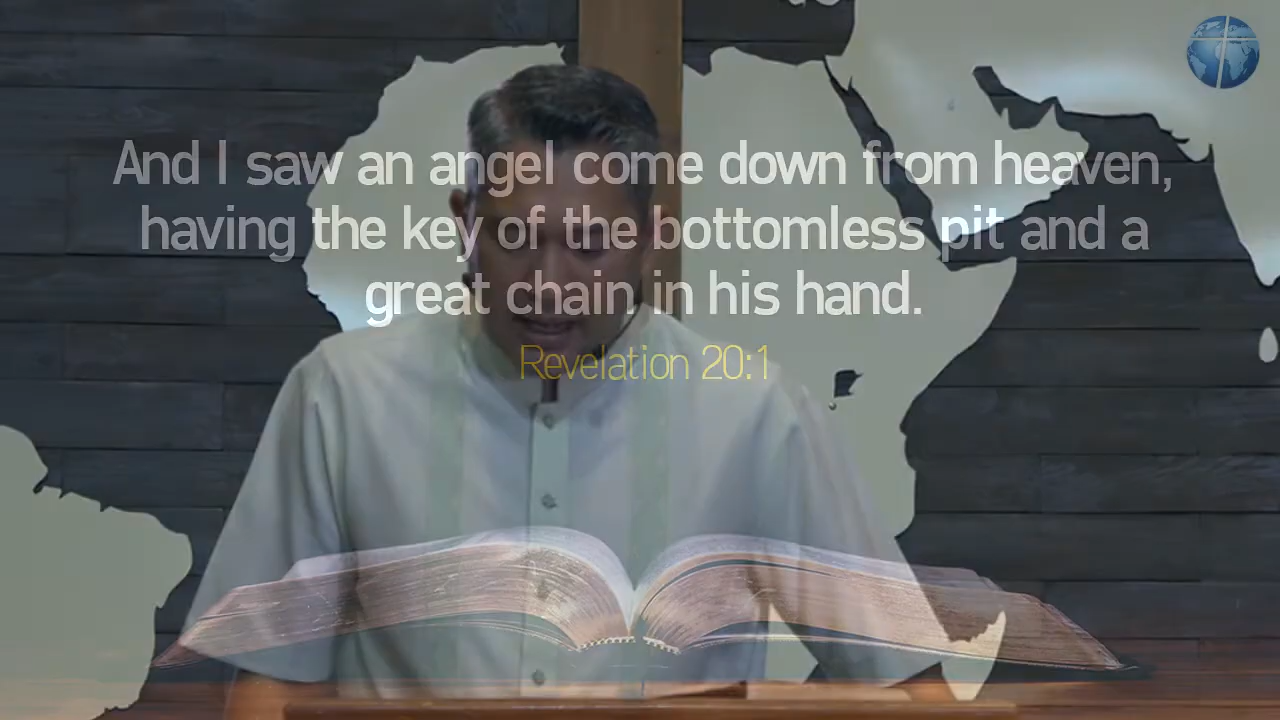 And I saw an angel come down from heaven,
having the key of the bottomless pit and a
great chain in his hand.
Revelation 20:1